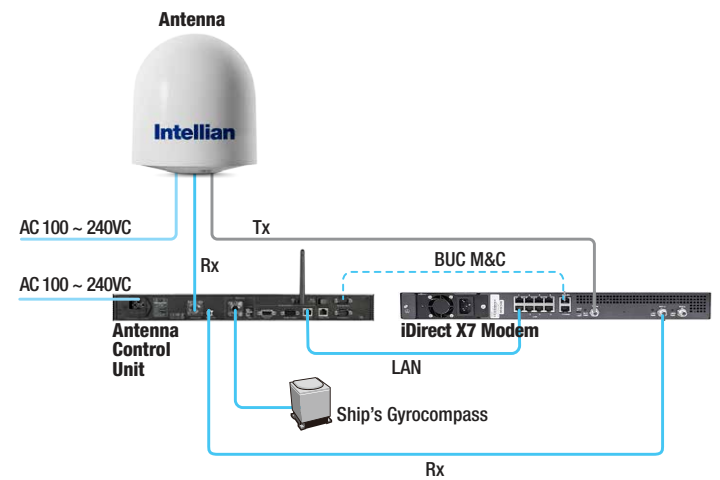 Antenna
Intellian
AC 100 ~ 240VC
Tx
Rx
BUC M&C
AC 100 ~ 240VC
Antenna
Control
Unit
iDirect X7 Modem
LAN
Ship's Gyrocompass
Rx